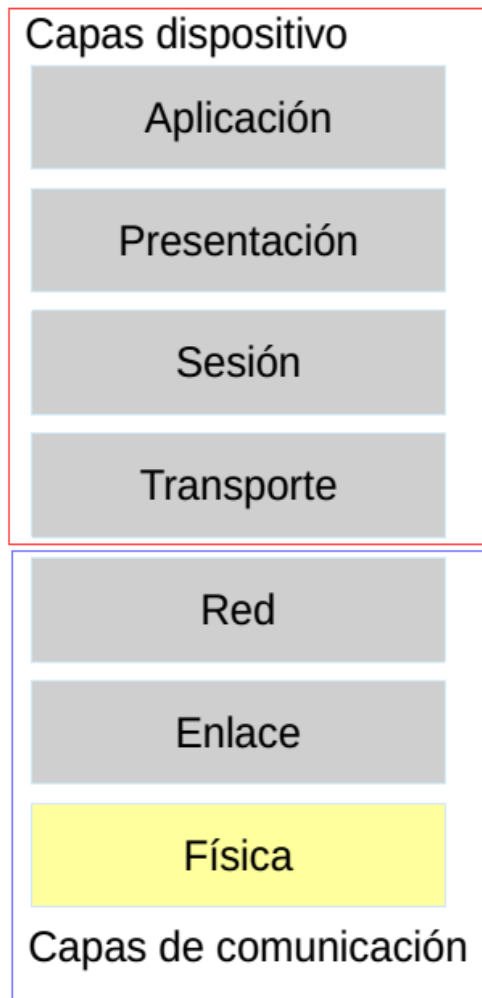 Capas dispositivo
Aplicación
Presentación
Sesión
Transporte
Red
Enlace
Física
Capas de comunicación